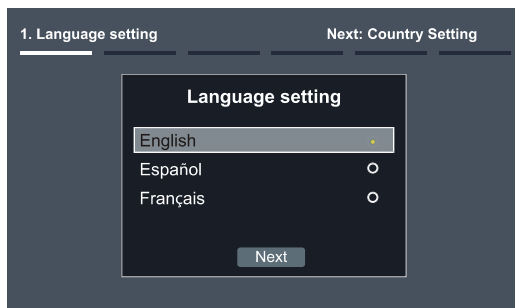 1. Language setting
Next: Country Setting
Language setting
English
Español
Français
Next